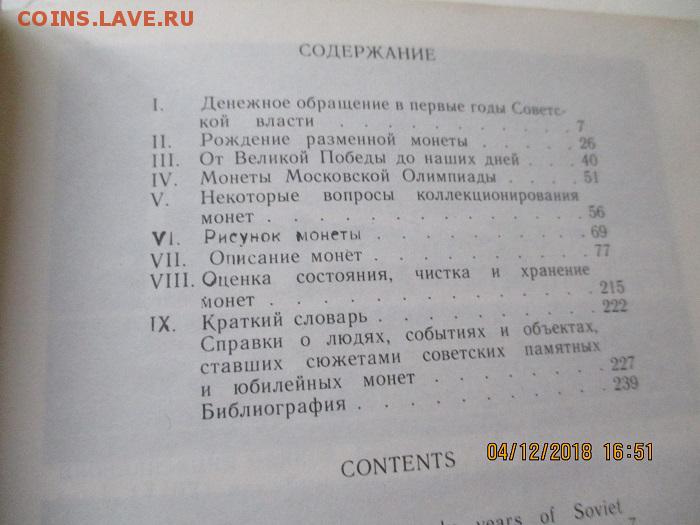 COINS.LAVE.RU
СОДЕРЖАНИЕ
I. Денежное обращение в первые годы Советс-
кой власти . . . . . . . . . . . 7
II. Рождение разменной монеты . . . . . 26
III. От Великой Победы до наших дней . . . 40
IV. Монеты Московской Олимпиады . . . . 51
V. Некоторые вопросы коллекционирования
монет . . . . . . . . . . . . . 56
VI. Рисунок монеты . . . . . . . . . 69
VII. Описание монет . . . . . . . . . 77
VIII. Оценка состояния, чистка и хранение
монет . . . . . . . . . . . . . 215
IX. Краткий словарь . . . . . . . . . 222
Справки о людях, событиях и объектах,
ставших сюжетами советских памятных
и юбилейных монет . . . . . . . 227
Библиография . . . . . . . . . . 239
04/12/2018 16:51
CONTENTS
years of Soviet
7